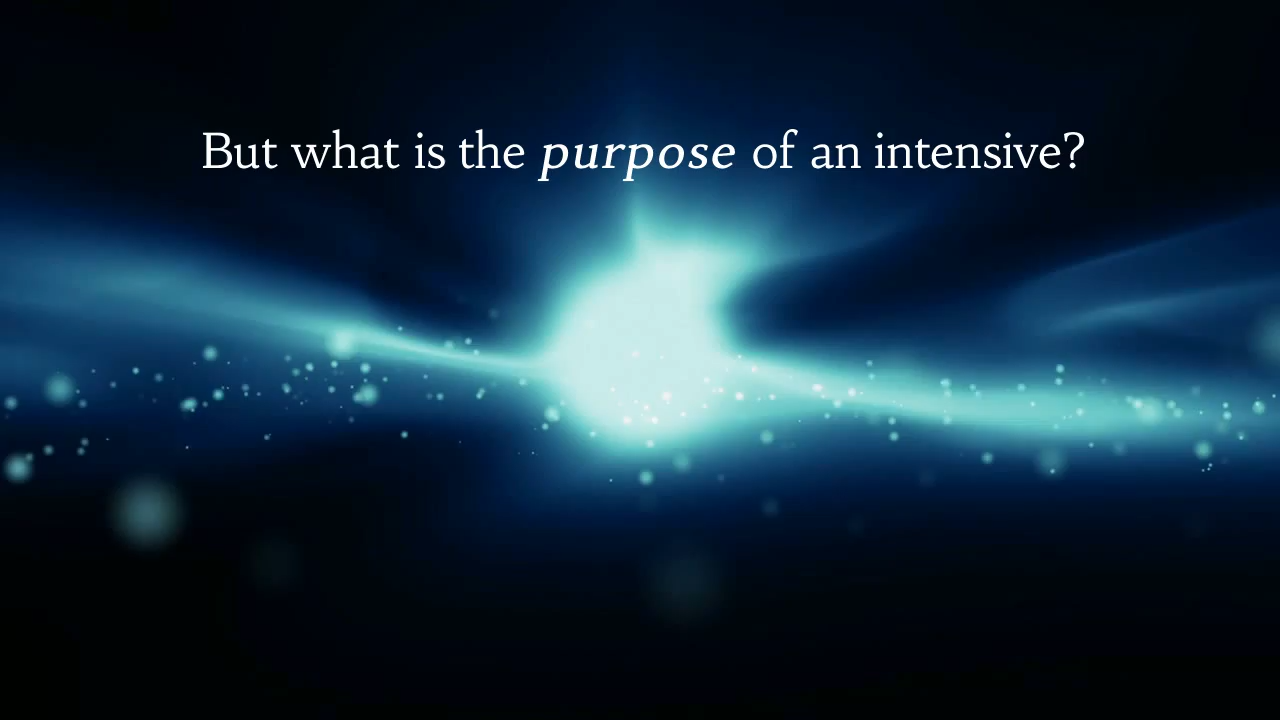 But what is the purpose of an intensive?